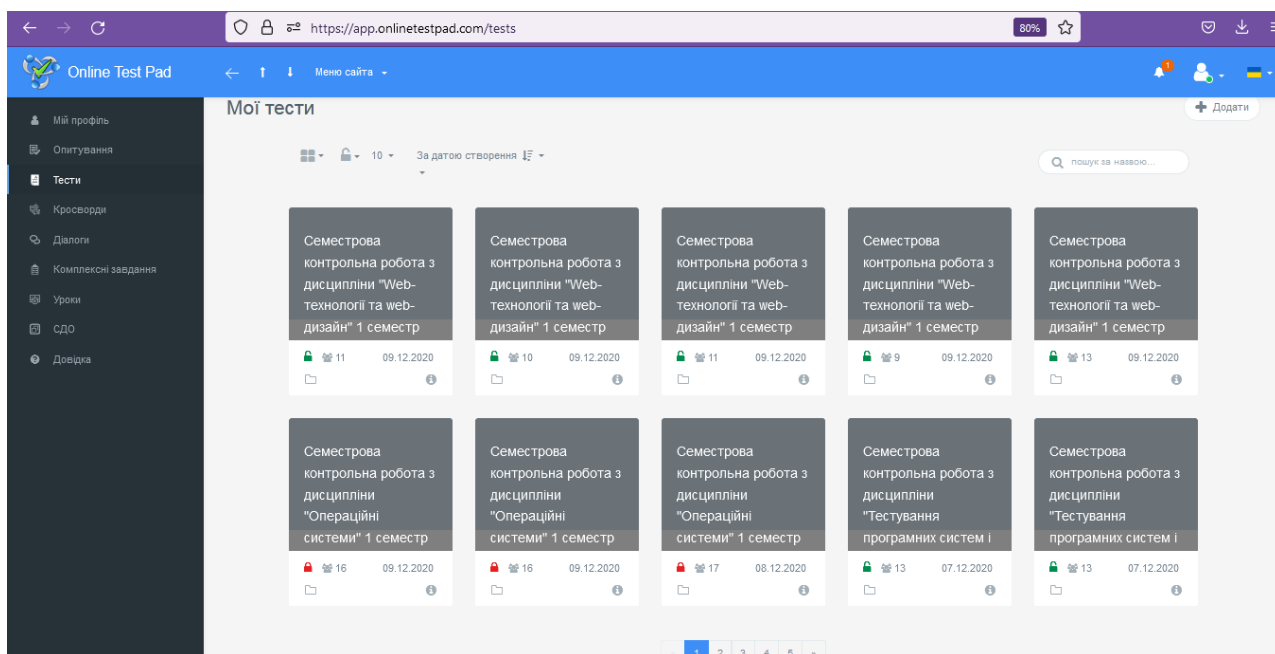 https://app.onlinetestpad.com/tests
80%
Online Test Pad
Меню сайта
1
Мій профіль
Опитування
Тести
Кросворди
Діалоги
Комплексні завдання
Уроки
СДО
Довідка
Мої тести
Додати
10
За датою створення
пошук за назвою...
Семестрова
контрольна робота з
дисципліни "Web-
технології та web-
дизайн" 1 семестр
11 09.12.2020
Семестрова
контрольна робота з
дисципліни "Web-
технології та web-
дизайн" 1 семестр
10 09.12.2020
Семестрова
контрольна робота з
дисципліни "Web-
технології та web-
дизайн" 1 семестр
11 09.12.2020
Семестрова
контрольна робота з
дисципліни "Web-
технології та web-
дизайн" 1 семестр
9 09.12.2020
Семестрова
контрольна робота з
дисципліни "Web-
технології та web-
дизайн" 1 семестр
13 09.12.2020
Семестрова
контрольна робота з
дисципліни
"Операційні
системи" 1 семестр
16 09.12.2020
Семестрова
контрольна робота з
дисципліни
"Операційні
системи" 1 семестр
16 09.12.2020
Семестрова
контрольна робота з
дисципліни
"Операційні
системи" 1 семестр
17 08.12.2020
Семестрова
контрольна робота з
дисципліни
"Тестування
програмних систем і
13 07.12.2020
Семестрова
контрольна робота з
дисципліни
"Тестування
програмних систем і
13 07.12.2020
1 2 3 4 5 »